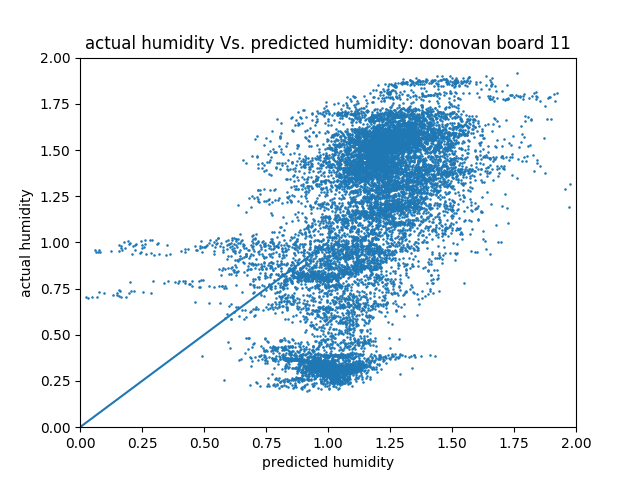 actual humidity Vs. predicted humidity: donovan board 11
2.00
1.75
1.50
1.25
1.00
0.75
0.50
0.25
0.00
actual humidity
0.00 0.25 0.50 0.75 1.00 1.25 1.50 1.75 2.00
predicted humidity